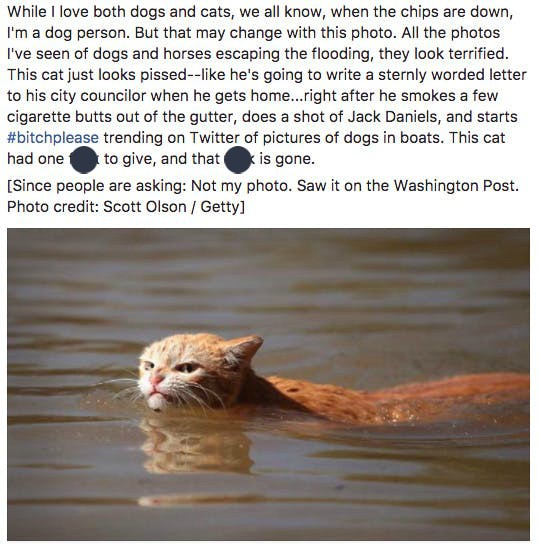 While I love both dogs and cats, we all know, when the chips are down,
I'm a dog person. But that may change with this photo. All the photos
I've seen of dogs and horses escaping the flooding, they look terrified.
This cat just looks pissed--like he's going to write a sternly worded letter
to his city councilor when he gets home...right after he smokes a few
cigarette butts out of the gutter, does a shot of Jack Daniels, and starts
#bitchplease trending on Twitter of pictures of dogs in boats. This cat
had one to give, and that is gone.
[Since people are asking: Not my photo. Saw it on the Washington Post.
Photo credit: Scott Olson / Getty]